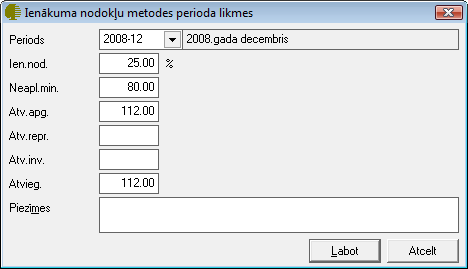 Ienākuma nodokļu metodes perioda likmes
Periods 2008-12 2008.gada decembris
Ien.nod. 25.00 %
Neapl.min. 80.00
Atv.apg. 112.00
Atv.repr.
Atv.inv.
Atvieg. 112.00
Piezīmes
Labot Atcelt